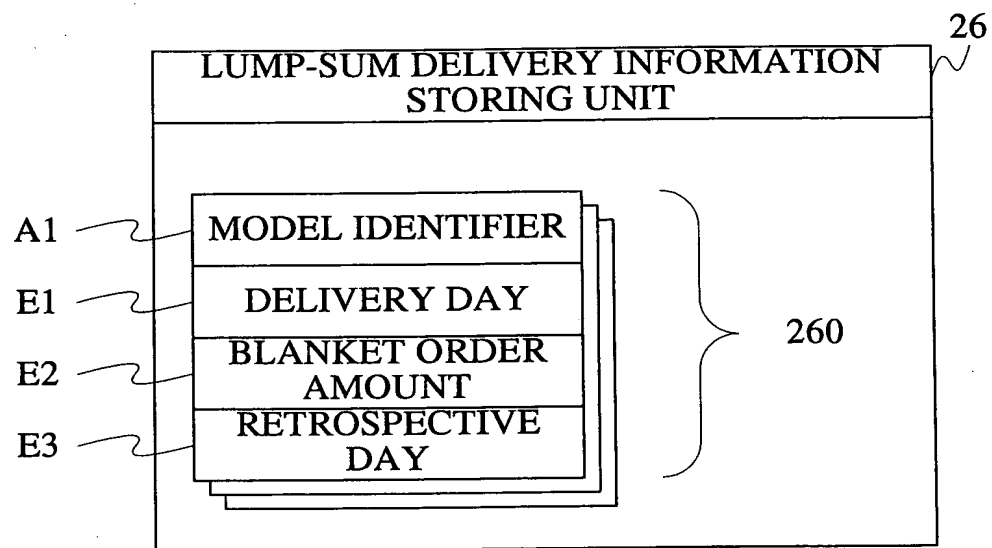 26
LUMP-SUM DELIVERY INFORMATION
STORING UNIT
A1
MODEL IDENTIFIER
E1
DELIVERY DAY
260
E2
BLANKET ORDER
AMOUNT
E3
RETROSPECTIVE
DAY